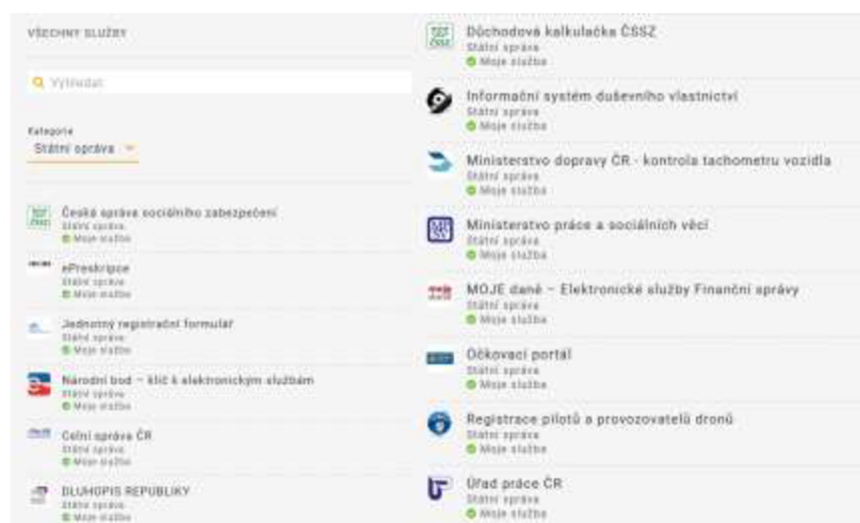 VŠECHNY SLUŽBY
Vyhledat
Kategorie
Státní správa
Česká správa sociálního zabezpečení
Státní správa
Moje služba
ePreskripce
Státní správa
Moje služba
Jednotný registrační formulář
Státní správa
Moje služba
Národní bod – klíč k elektronickým službám
Státní správa
Moje služba
Celní správa ČR
Státní správa
Moje služba
DLUHOPIS REPUBLIKY
Státní správa
Moje služba
Důchodová kalkulačka ČSSZ
Státní správa
Moje služba
Informační systém duševního vlastnictví
Státní správa
Moje služba
Ministerstvo dopravy ČR - kontrola tachometru vozidla
Státní správa
Moje služba
Ministerstvo práce a sociálních věcí
Státní správa
Moje služba
MOJE daně – Elektronické služby Finanční správy
Státní správa
Moje služba
Očkovací portál
Státní správa
Moje služba
Registrace pilotů a provozovatelů dronů
Státní správa
Moje služba
Úřad práce ČR
Státní správa
Moje služba